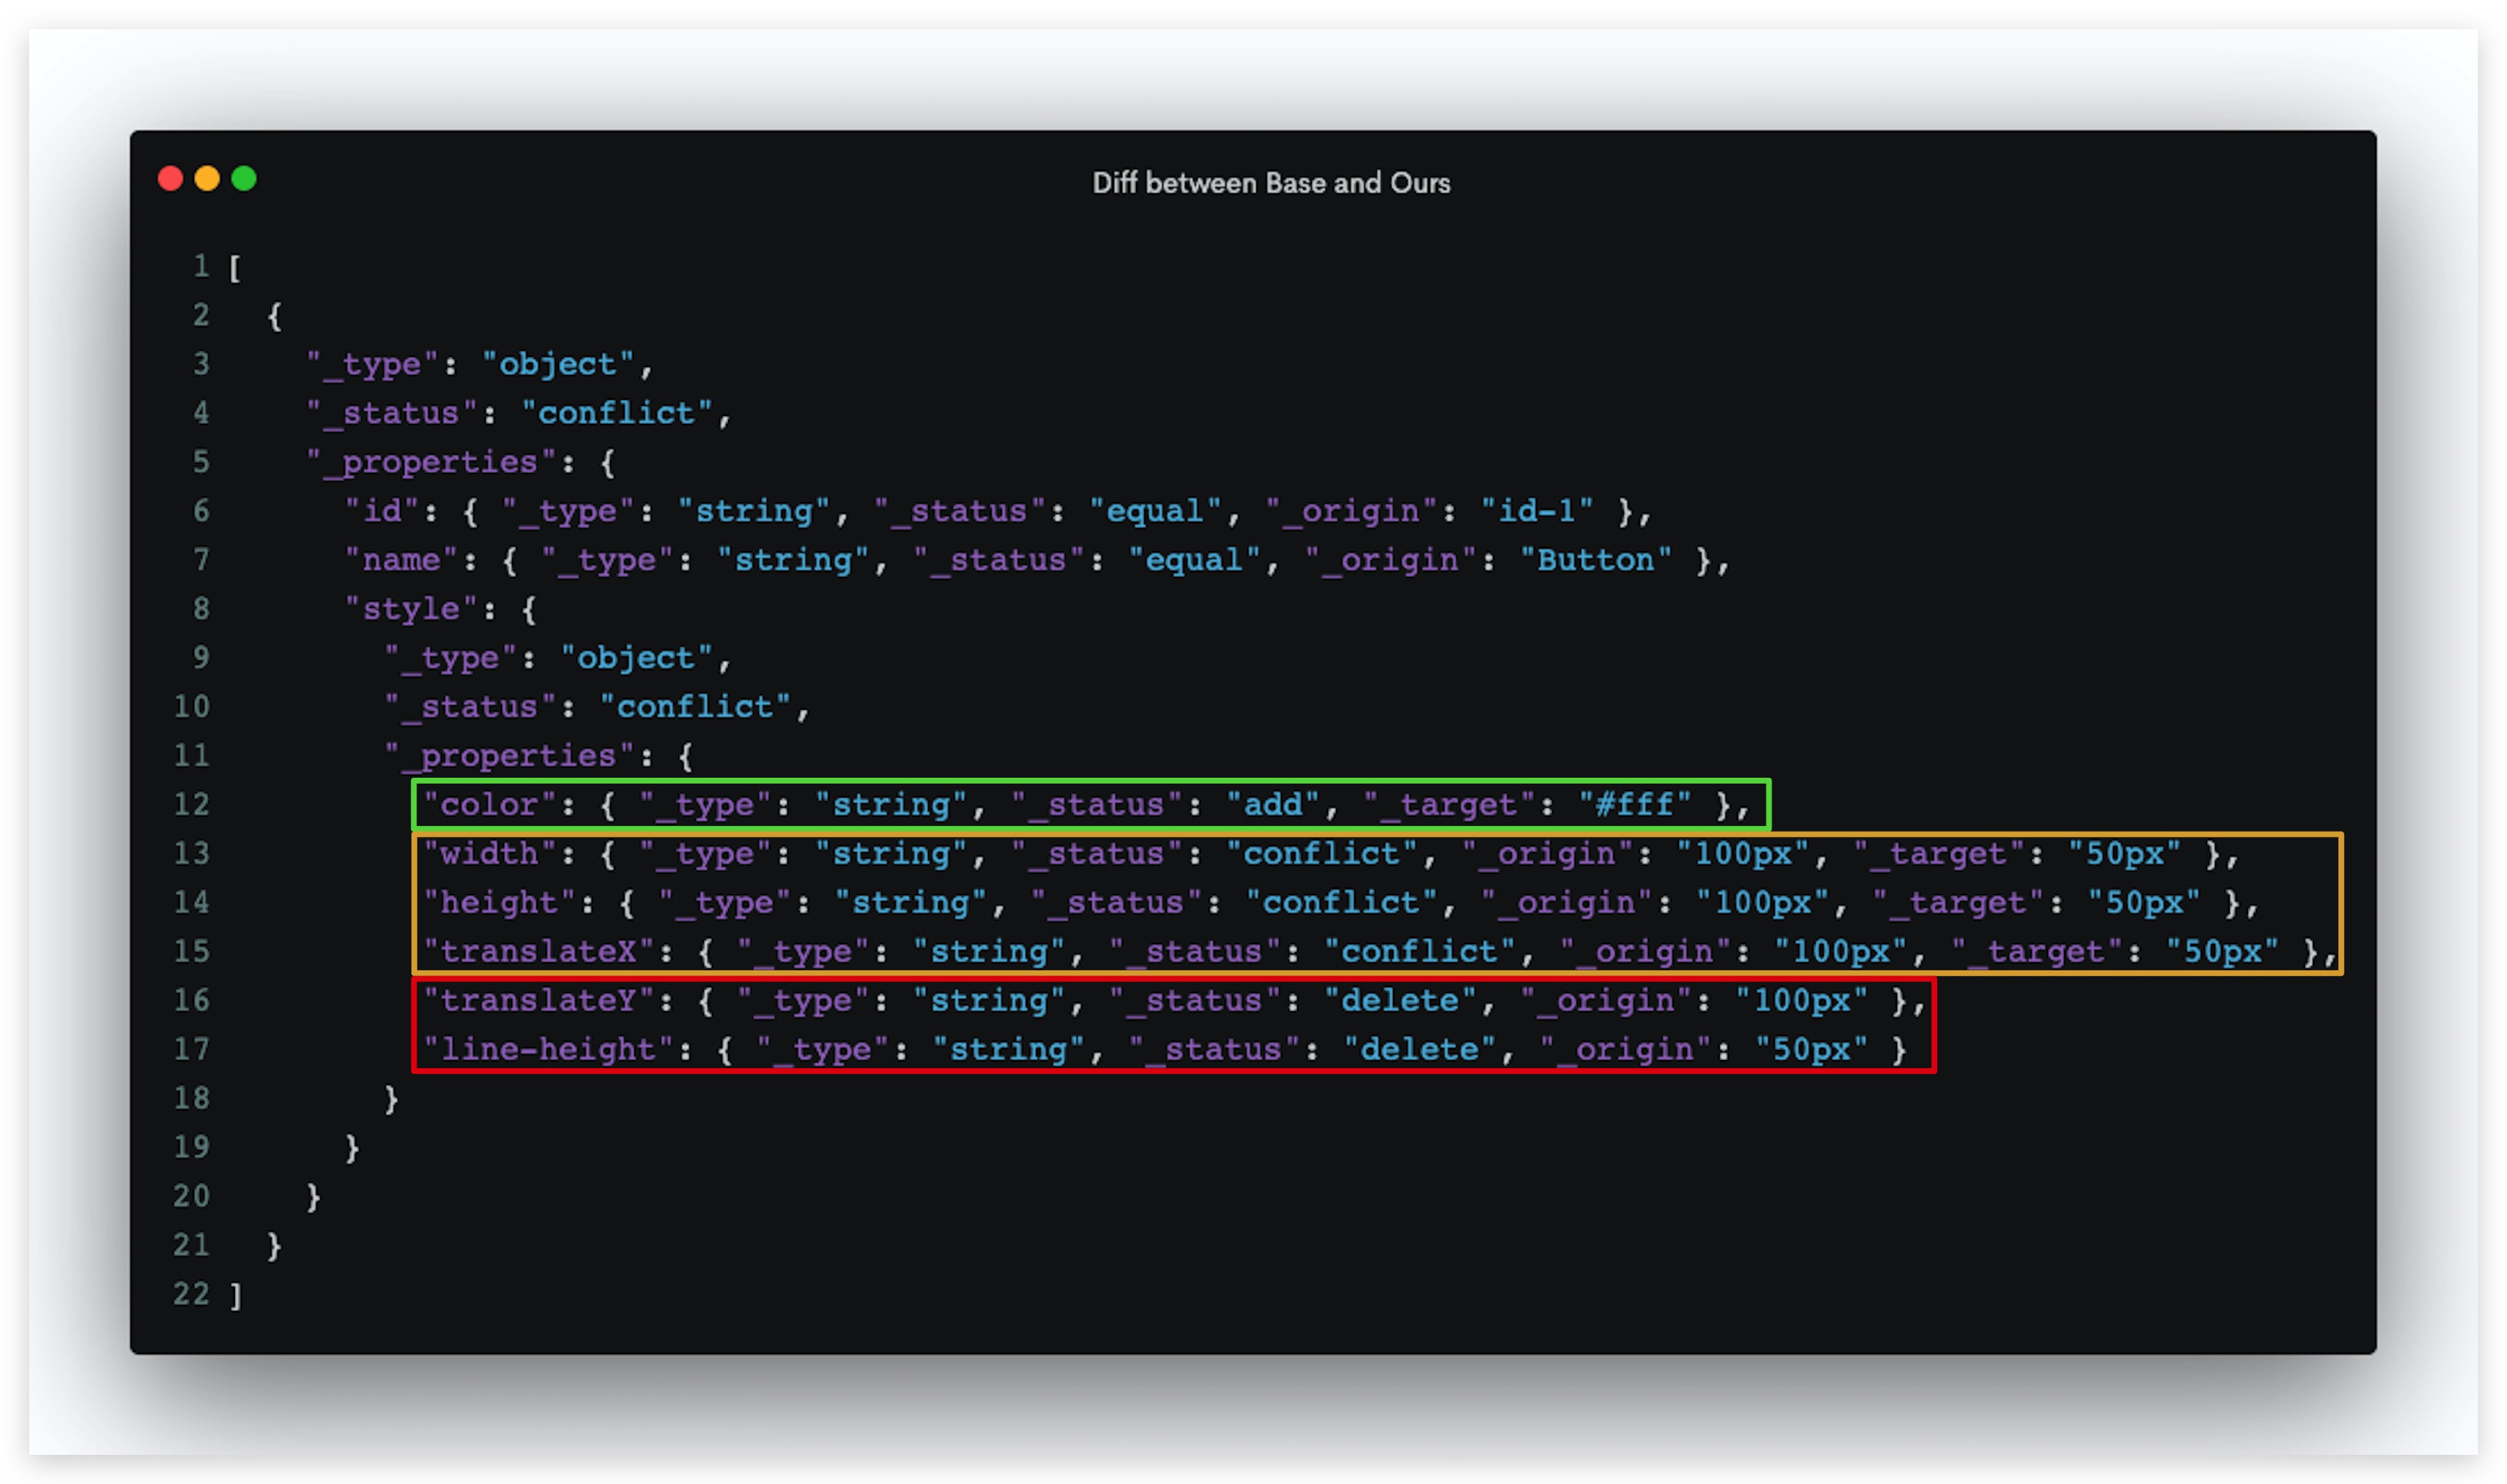 Diff between Base and Ours
1 [
2   {
3     "_type": "object",
4     "_status": "conflict",
5     "_properties": {
6       "id": { "_type": "string", "_status": "equal", "_origin": "id-1" },
7       "name": { "_type": "string", "_status": "equal", "_origin": "Button" },
8       "style": {
9         "_type": "object",
10         "_status": "conflict",
11         "_properties": {
12           "color": { "_type": "string", "_status": "add", "_target": "#fff" },
13           "width": { "_type": "string", "_status": "conflict", "_origin": "100px", "_target": "50px" },
14           "height": { "_type": "string", "_status": "conflict", "_origin": "100px", "_target": "50px" },
15           "translateX": { "_type": "string", "_status": "conflict", "_origin": "100px", "_target": "50px" },
16           "translateY": { "_type": "string", "_status": "delete", "_origin": "100px" },
17           "line-height": { "_type": "string", "_status": "delete", "_origin": "50px" }
18         }
19       }
20     }
21   }
22 ]